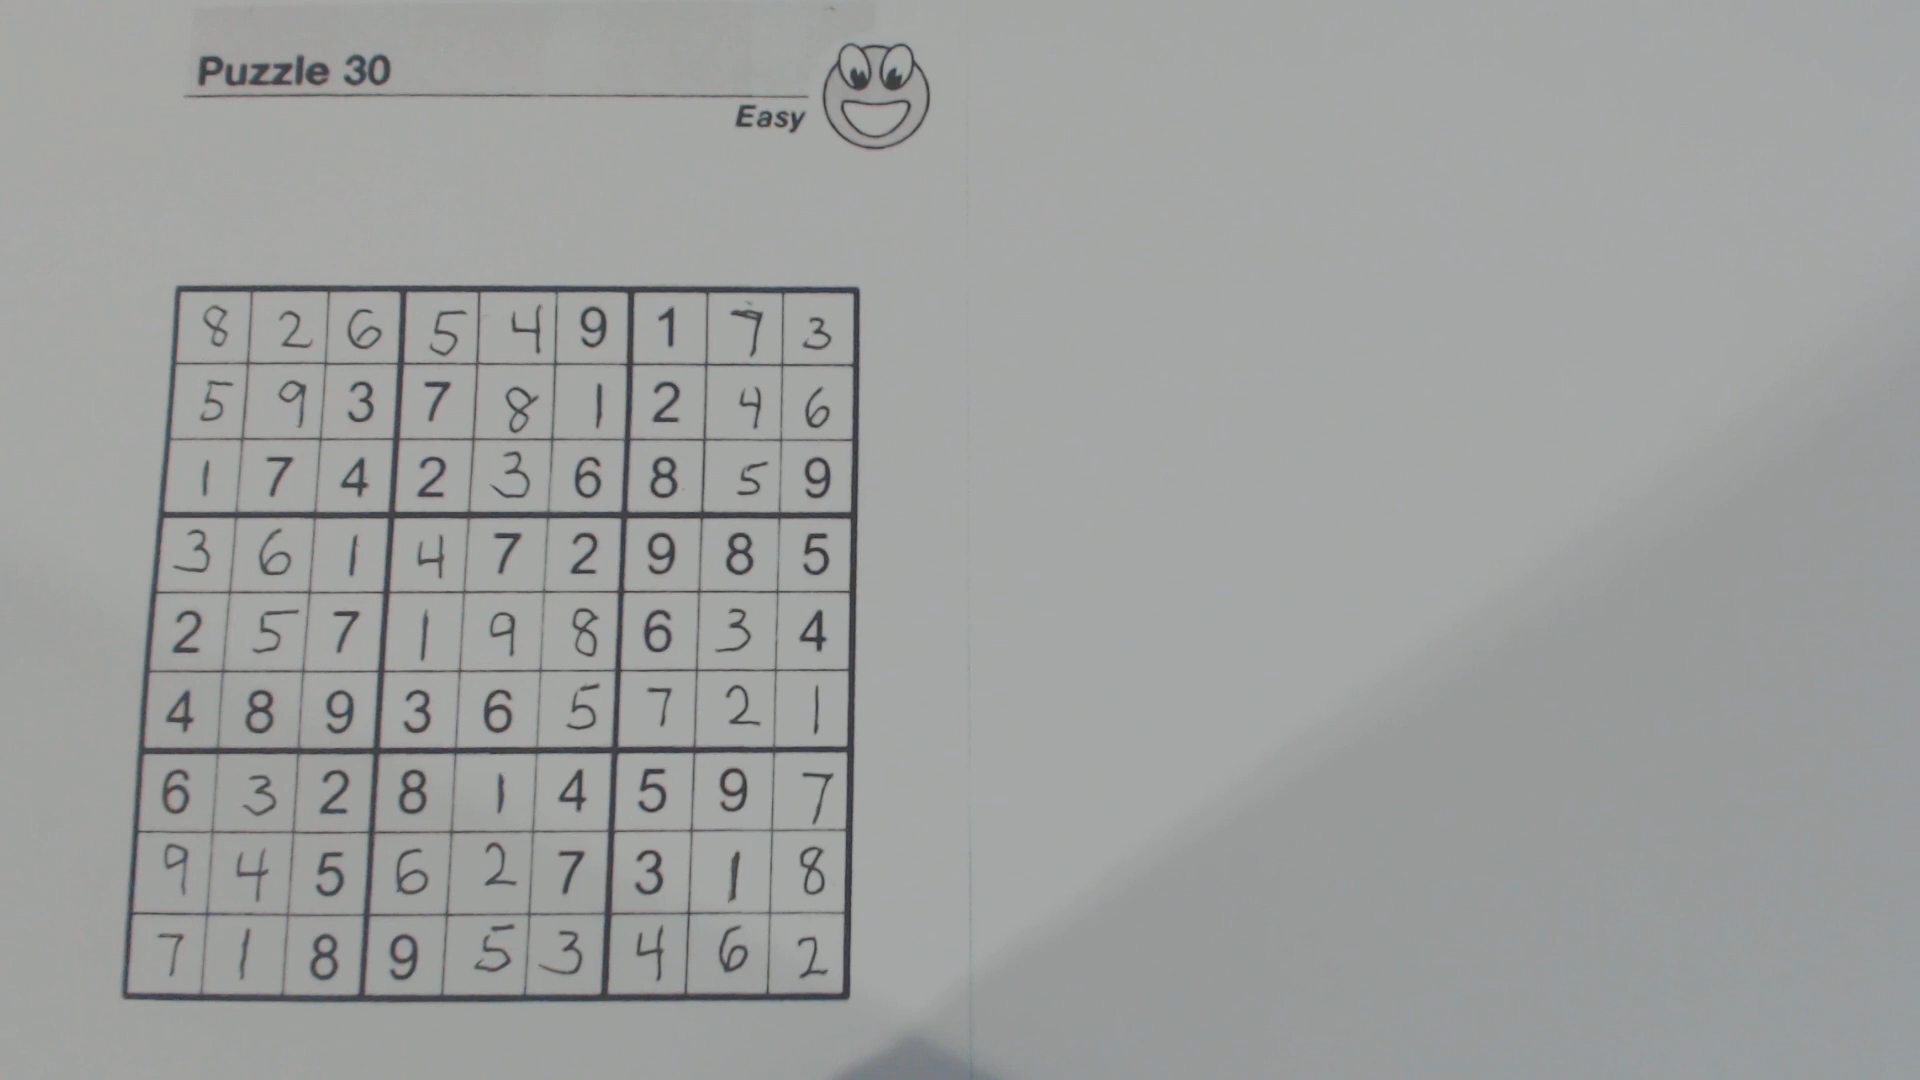 Puzzle 30
Easy
8 2 6 5 4 9 1 7 3
5 9 3 7 8 1 2 4 6
1 7 4 2 3 6 8 5 9
3 6 1 4 7 2 9 8 5
2 5 7 1 9 8 6 3 4
4 8 9 3 6 5 7 2 1
6 3 2 8 1 4 5 9 7
9 4 5 6 2 7 3 1 8
7 1 8 9 5 3 4 6 2